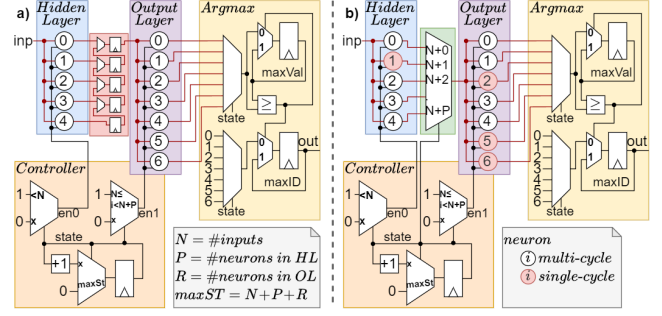 a)
Hidden Layer
Output Layer
Argmax
inp
0
1
2
3
4
0
1
2
3
4
5
6
0
1
maxVal
≥
state
0
1
2
3
4
5
6
0
1
out
maxID
state
Controller
1
<N
0
x
en0
1
N≤
i<N+P
0
x
en1
state
+1
x
maxSt
0
N = #inputs
P = #neurons in HL
R = #neurons in OL
maxST = N+P+R
b)
Hidden Layer
Output Layer
Argmax
inp
0
1
2
3
4
N+0
N+1
N+2
N+P
0
1
2
3
4
5
6
0
1
maxVal
≥
state
0
1
2
3
4
5
6
0
1
out
maxID
state
Controller
1
<N
0
x
en0
1
N≤
i<N+P
0
x
en1
state
+1
x
maxSt
0
neuron
i multi-cycle
i single-cycle